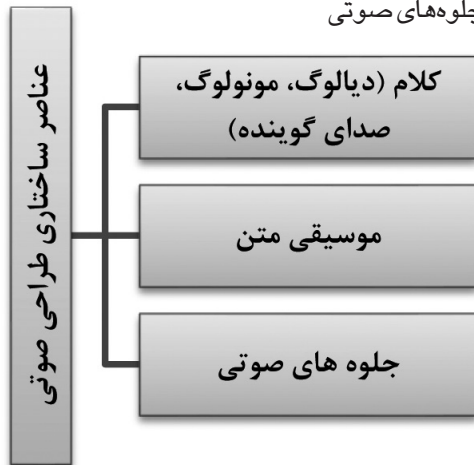 جلوه‌های صوتی
عناصر ساختاری طراحی صوتی
کلام (دیالوگ، مونولوگ،
صدای گوینده)
موسیقی متن
جلوه های صوتی